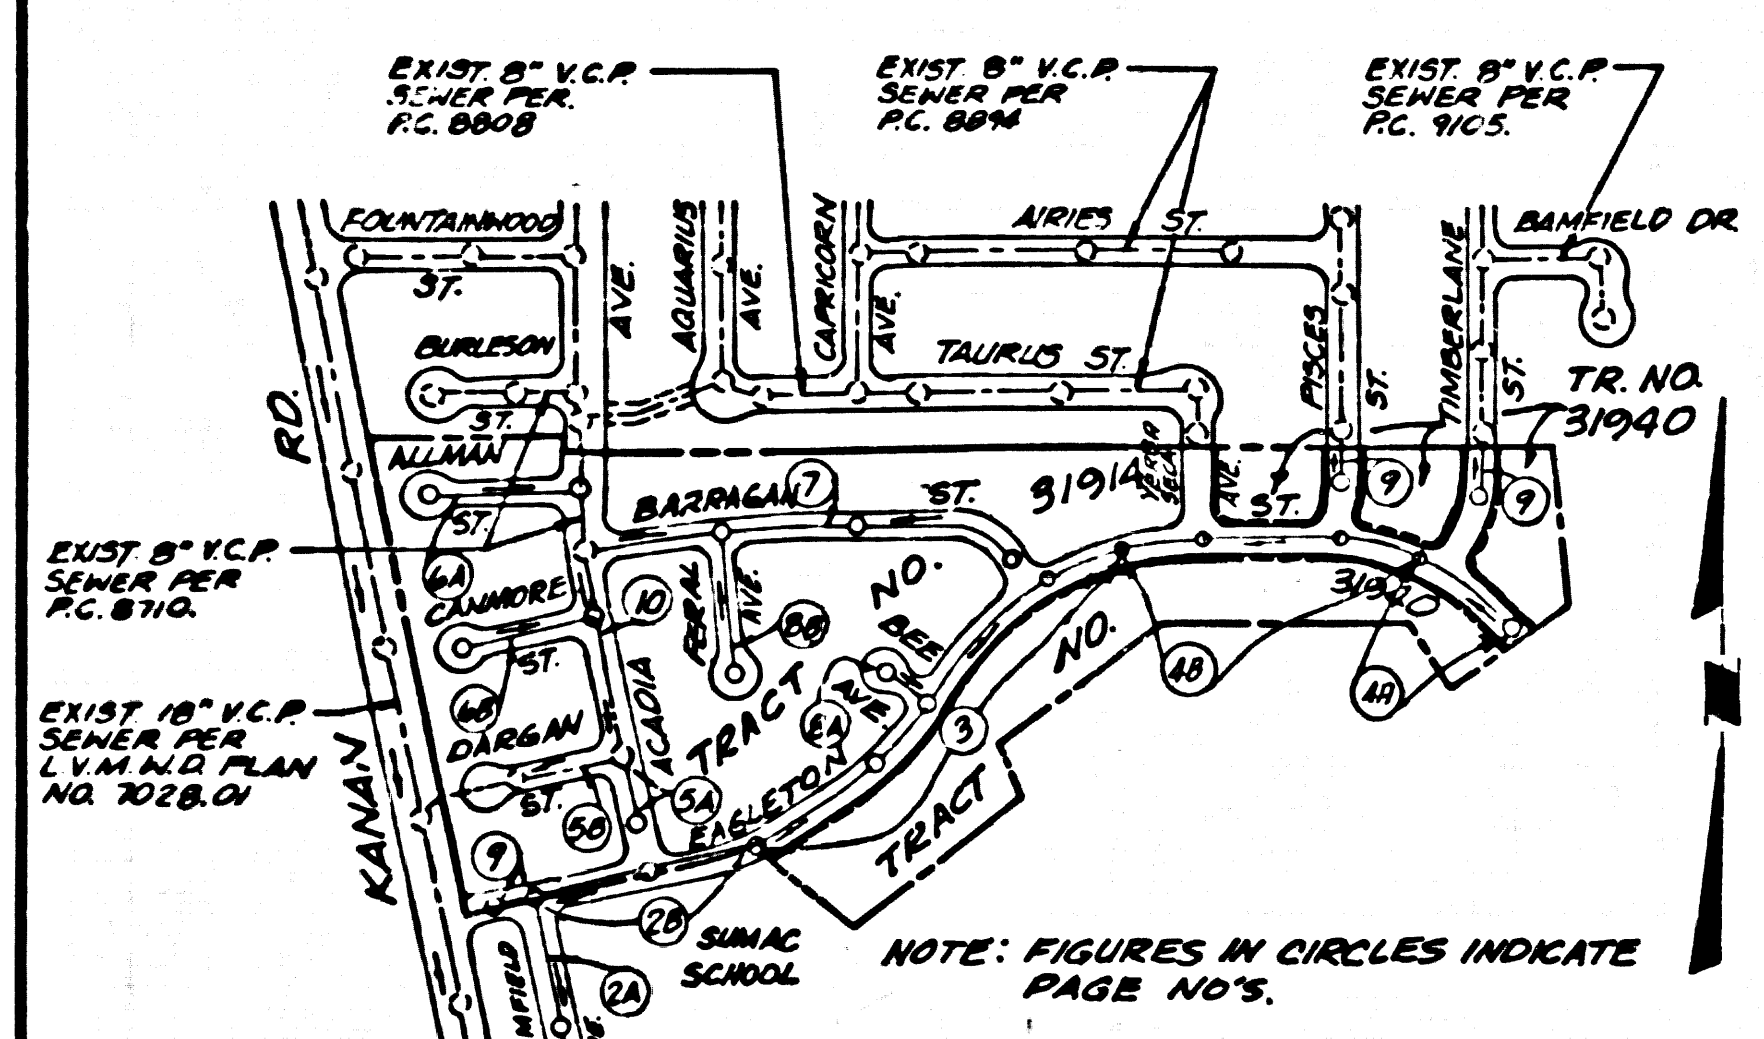 EXIST. 8" V.C.P.
SEWER PER.
P.C. 8808
EXIST. 8" V.C.P.
SEWER PER
P.C. 8894
EXIST. 8" V.C.P.
SEWER PER
P.C. 9105.
FOUNTAINWOOD
ST.
AVE.
AQUARIUS
AVE.
CAPRICORN
AVE.
AIRIES ST.
PISCES
ST.
TIMBERLANE
ST.
BAMFIELD DR.
BURLESON
ST.
TAURUS ST.
TR. NO.
31940
RD.
ALLMAN
ST.
BARRAGAN
7
ST.
31914
YERBA
SECA
AVE.
ST.
9
9
EXIST 8" V.C.P.
SEWER PER
P.C. 8710.
6A
CANMORE
ST.
10
AVE.
8B
NO.
BEE
AVE.
NO.
4B
4A
EXIST 18" V.C.P.
SEWER PER
L.V.M.W.D. PLAN
NO. 7028.01
6B
DARGAN
ST.
ACADIA
TRACT
3
KANAN
5B
5A
EAGLETON
TRACT
9
2B
SUMAC
SCHOOL
2A
MFIELD
NOTE: FIGURES IN CIRCLES INDICATE
PAGE NO'S.